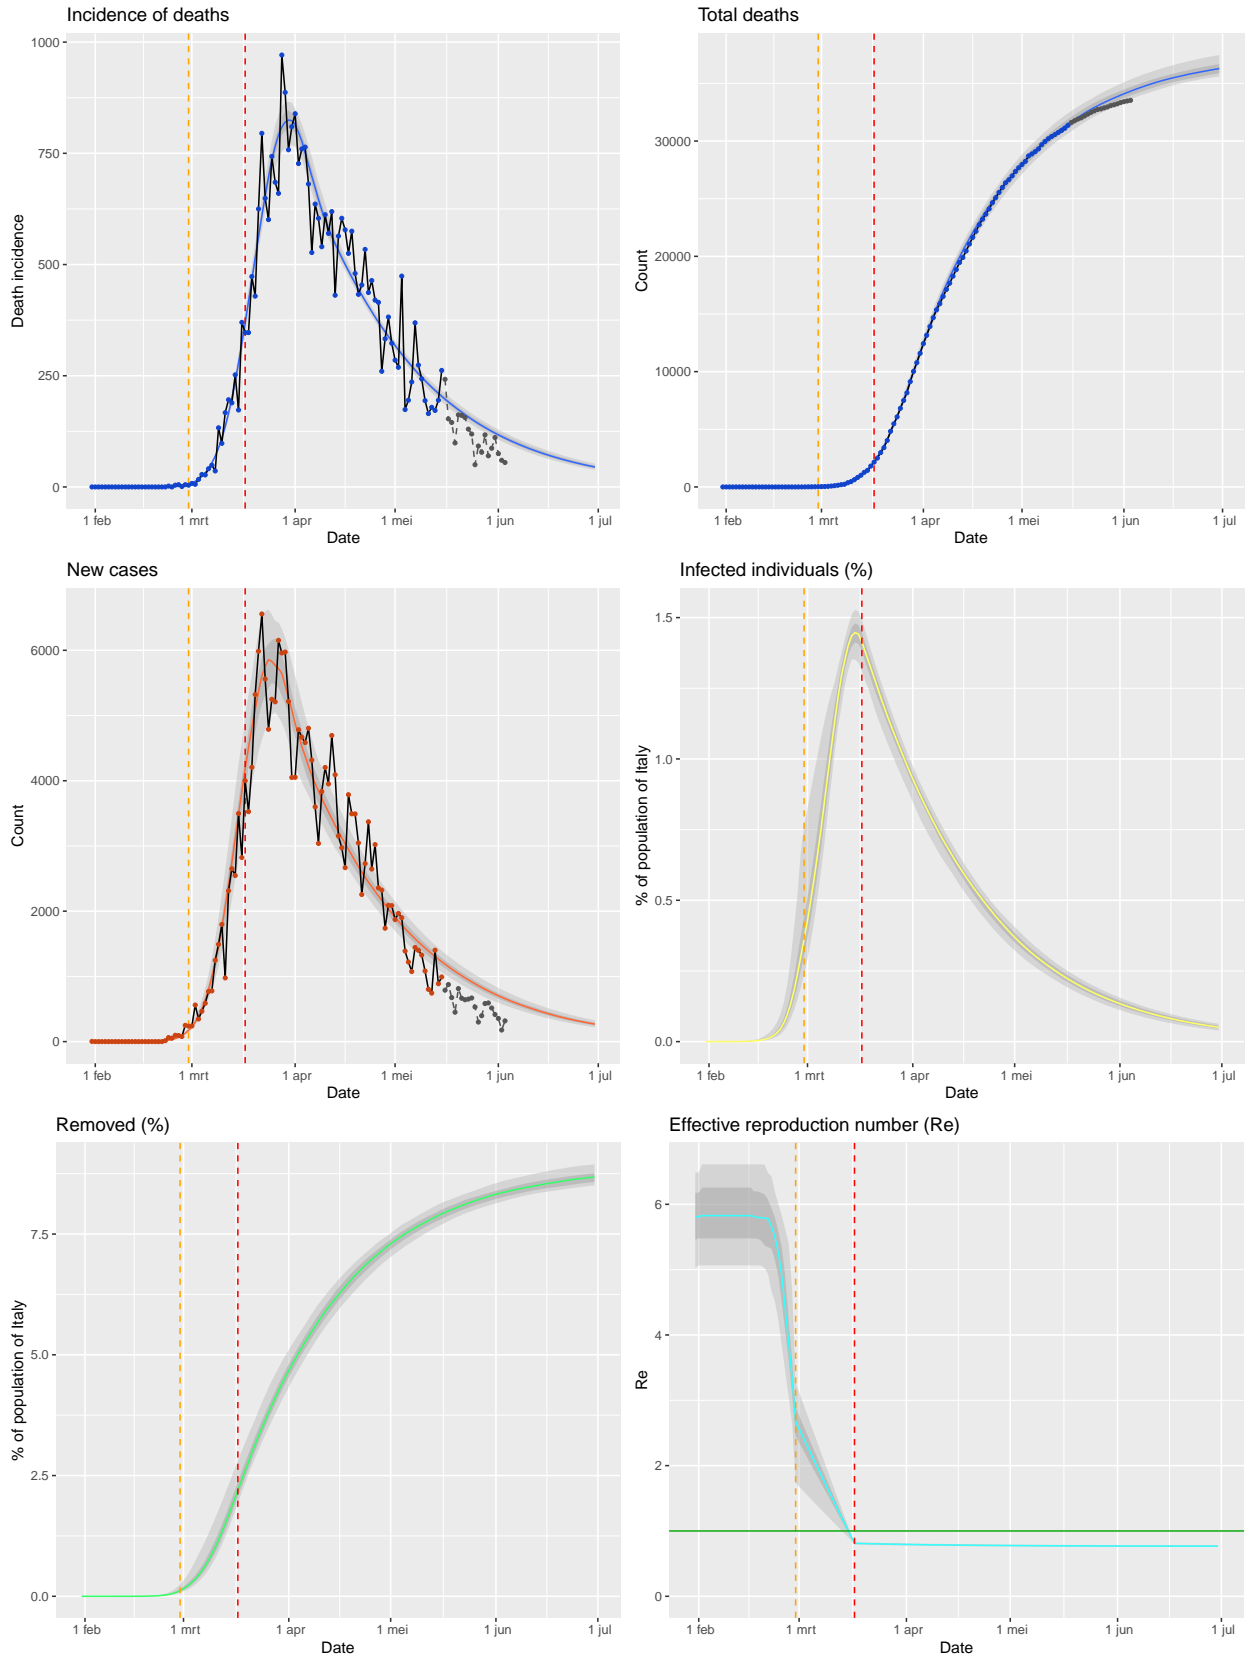 Incidence of deaths
1000
750
500
250
0
Death incidence
1 feb 1 mrt 1 apr 1 mei 1 jun 1 jul
Date
Total deaths
30000
20000
10000
0
Count
1 feb 1 mrt 1 apr 1 mei 1 jun 1 jul
Date
New cases
6000
4000
2000
0
Count
1 feb 1 mrt 1 apr 1 mei 1 jun 1 jul
Date
Infected individuals (%)
1.5
1.0
0.5
0.0
% of population of Italy
1 feb 1 mrt 1 apr 1 mei 1 jun 1 jul
Date
Removed (%)
7.5
5.0
2.5
0.0
% of population of Italy
1 feb 1 mrt 1 apr 1 mei 1 jun 1 jul
Date
Effective reproduction number (Re)
6
4
2
0
Re
1 feb 1 mrt 1 apr 1 mei 1 jun 1 jul
Date